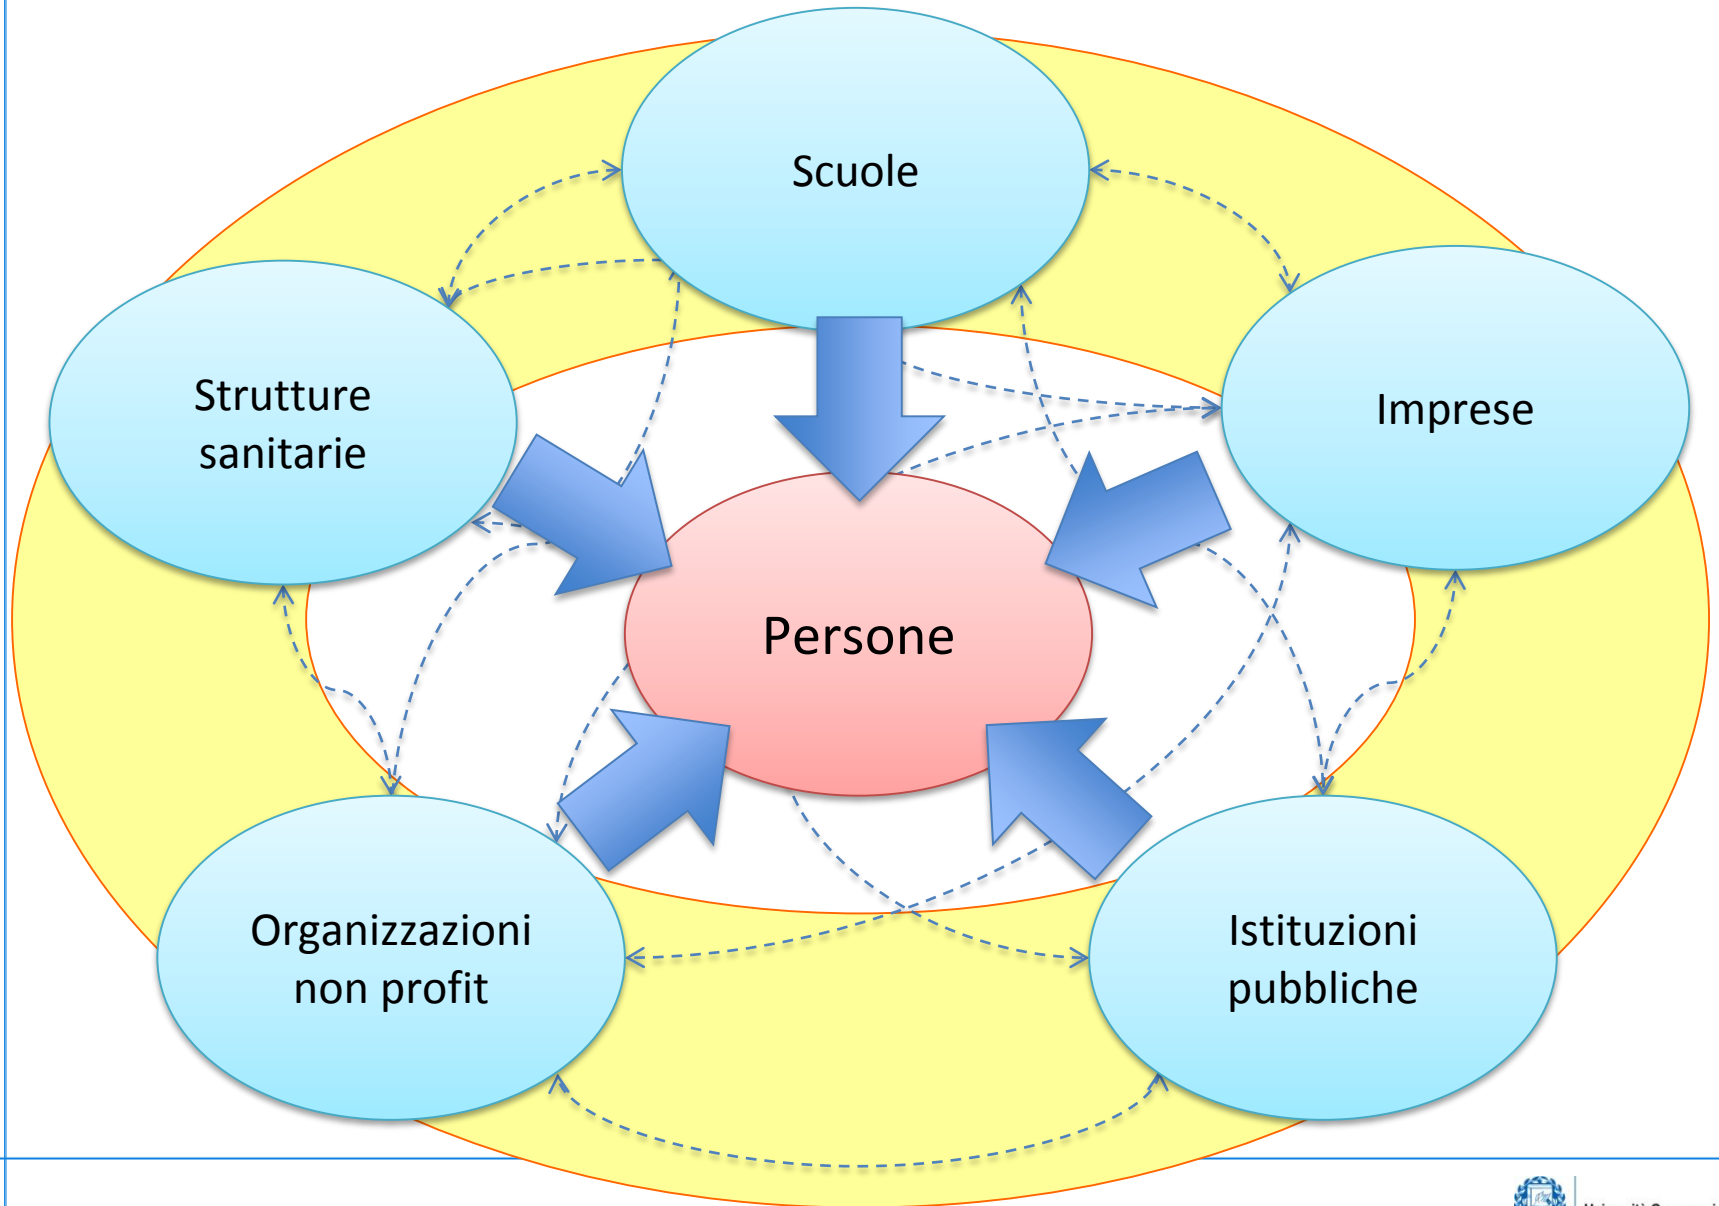 Scuole
Strutture
sanitarie
Imprese
Persone
Organizzazioni
non profit
Istituzioni
pubbliche